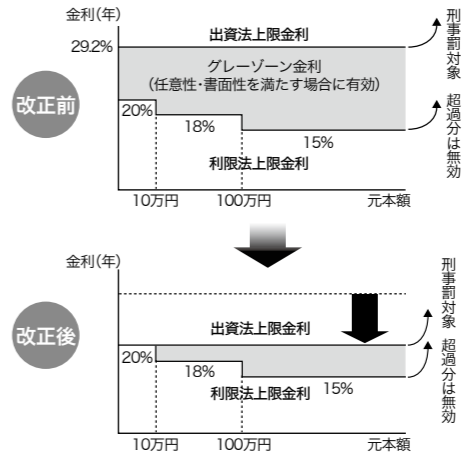 金利(年)
29.2%
出資法上限金利
刑事罰対象
グレーゾーン金利
(任意性・書面性を満たす場合に有効)
改正前
20%
18%
15%
超過分は無効
利限法上限金利
10万円
100万円
元本額
金利(年)
刑事罰対象
改正後
出資法上限金利
20%
18%
15%
超過分は無効
利限法上限金利
10万円
100万円
元本額